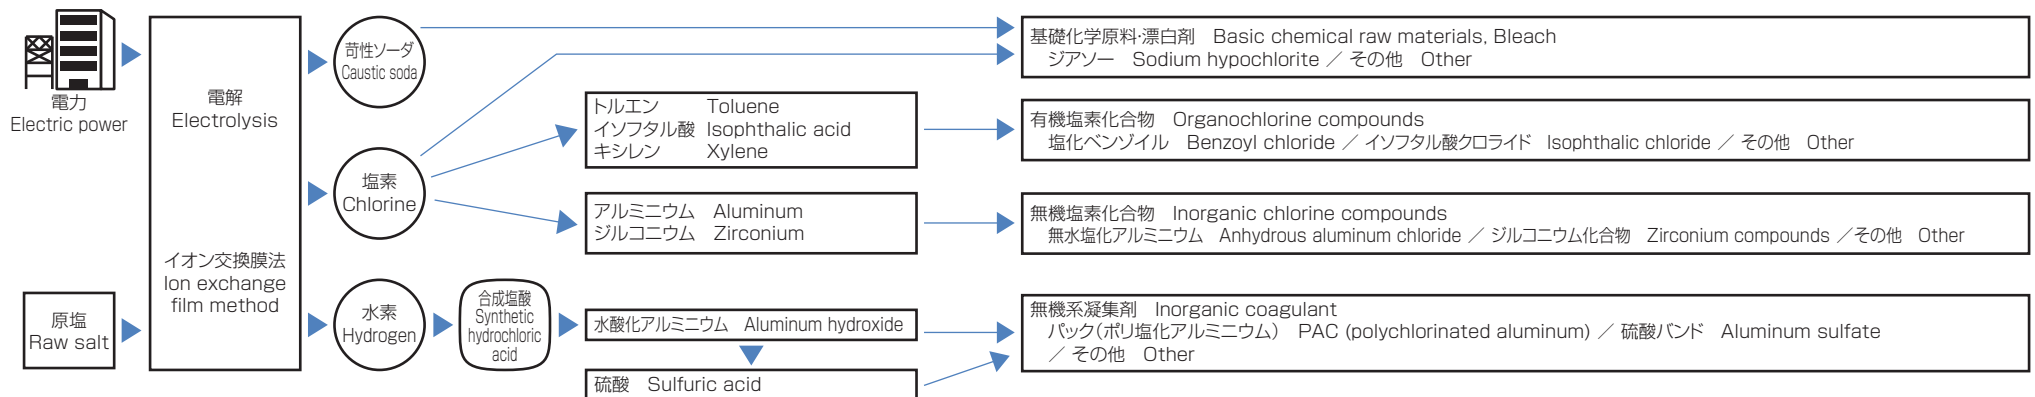 電力
Electric power
原塩
Raw salt
電解
Electrolysis
イオン交換膜法
Ion exchange
film method
苛性ソーダ
Caustic soda
塩素
Chlorine
水素
Hydrogen
合成塩酸
Synthetic
hydrochloric
acid
トルエン Toluene
イソフタル酸 Isophthalic acid
キシレン Xylene
アルミニウム Aluminum
ジルコニウム Zirconium
水酸化アルミニウム Aluminum hydroxide
硫酸 Sulfuric acid
基礎化学原料・漂白剤 Basic chemical raw materials, Bleach
ジアソー Sodium hypochlorite ／ その他 Other
有機塩素化合物 Organochlorine compounds
塩化ベンゾイル Benzoyl chloride ／ イソフタル酸クロライド Isophthalic chloride ／ その他 Other
無機塩素化合物 Inorganic chlorine compounds
無水塩化アルミニウム Anhydrous aluminum chloride ／ ジルコニウム化合物 Zirconium compounds ／その他 Other
無機系凝集剤 Inorganic coagulant
パック（ポリ塩化アルミニウム） PAC (polychlorinated aluminum) ／ 硫酸バンド Aluminum sulfate
／ その他 Other